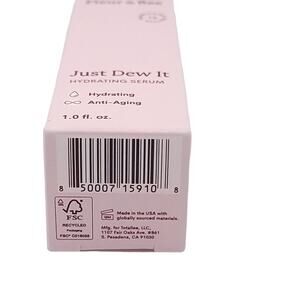 Fleur & Bee
Just Dew It
HYDRATING SERUM
Hydrating
Anti-Aging
1.0 fl. oz.
8 50007 15910 8
FSC
RECYCLED
Packaging
Made in the USA with
globally sourced materials.
Mfg. for Totallee, LLC,
1107 Fair Oaks Ave. #861
S. Pasadena, CA 91030